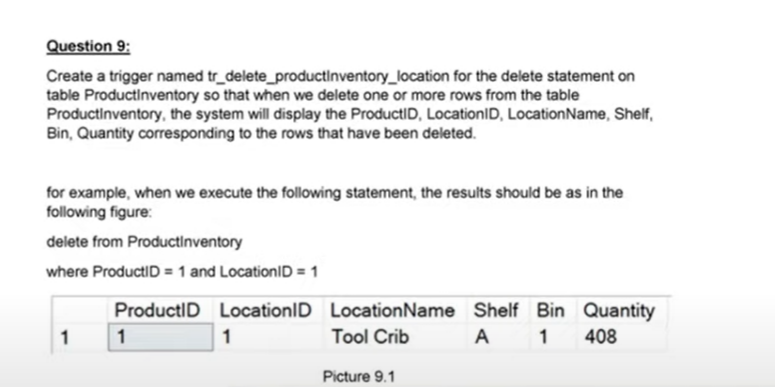 Question 9:
Create a trigger named tr_delete_productInventory_location for the delete statement on
table ProductInventory so that when we delete one or more rows from the table
ProductInventory, the system will display the ProductID, LocationID, LocationName, Shelf,
Bin, Quantity corresponding to the rows that have been deleted.
for example, when we execute the following statement, the results should be as in the
following figure:
delete from ProductInventory
where ProductID = 1 and LocationID = 1
ProductID LocationID LocationName Shelf Bin Quantity
1 1 1 Tool Crib A 1 408
Picture 9.1